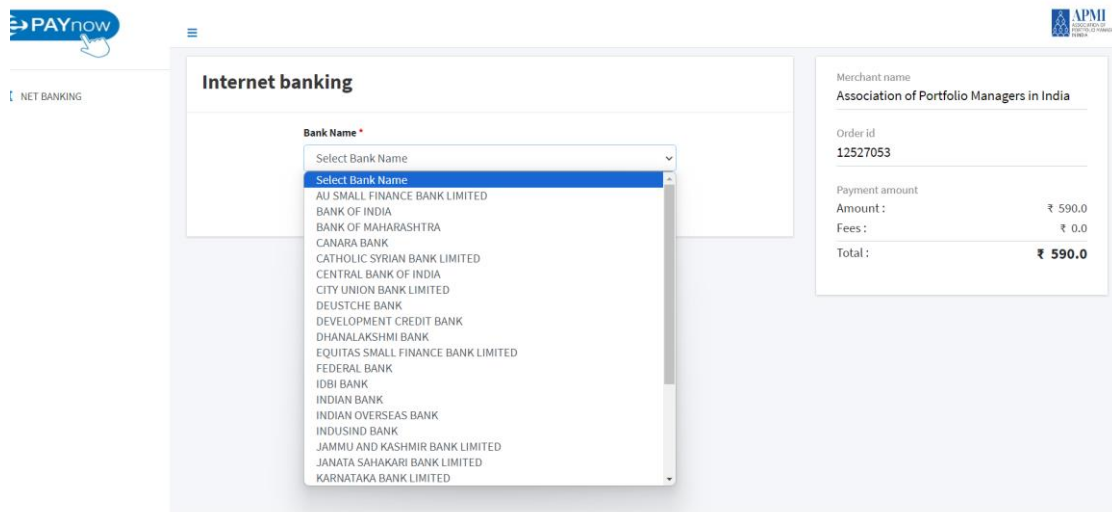 PAYnow
NET BANKING
APMI
ASSOCIATION OF
Internet banking
Bank Name *
Select Bank Name
Select Bank Name
AU SMALL FINANCE BANK LIMITED
BANK OF INDIA
BANK OF MAHARASHTRA
CANARA BANK
CATHOLIC SYRIAN BANK LIMITED
CENTRAL BANK OF INDIA
CITY UNION BANK LIMITED
DEUSTCHE BANK
DEVELOPMENT CREDIT BANK
DHANALAKSHMI BANK
EQUITAS SMALL FINANCE BANK LIMITED
FEDERAL BANK
IDBI BANK
INDIAN BANK
INDIAN OVERSEAS BANK
INDUSIND BANK
JAMMU AND KASHMIR BANK LIMITED
JANATA SAHAKARI BANK LIMITED
KARNATAKA BANK LIMITED
Merchant name
Association of Portfolio Managers in India
Order id
12527053
Payment amount
Amount : ₹ 590.0
Fees : ₹ 0.0
Total : ₹ 590.0